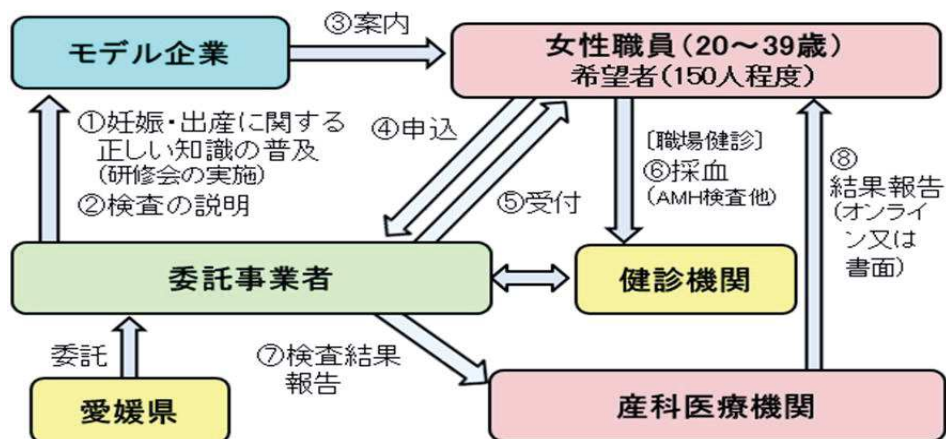 モデル企業
③案内
女性職員(20～39歳)
希望者(150人程度)
①妊娠・出産に関する
正しい知識の普及
(研修会の実施)
②検査の説明
④申込
⑤受付
［職場健診］
⑥採血
(AMH検査他)
⑧
結果報告
(オンライ
ン又は
書面)
委託事業者
健診機関
委託
⑦検査結果
報告
愛媛県
産科医療機関